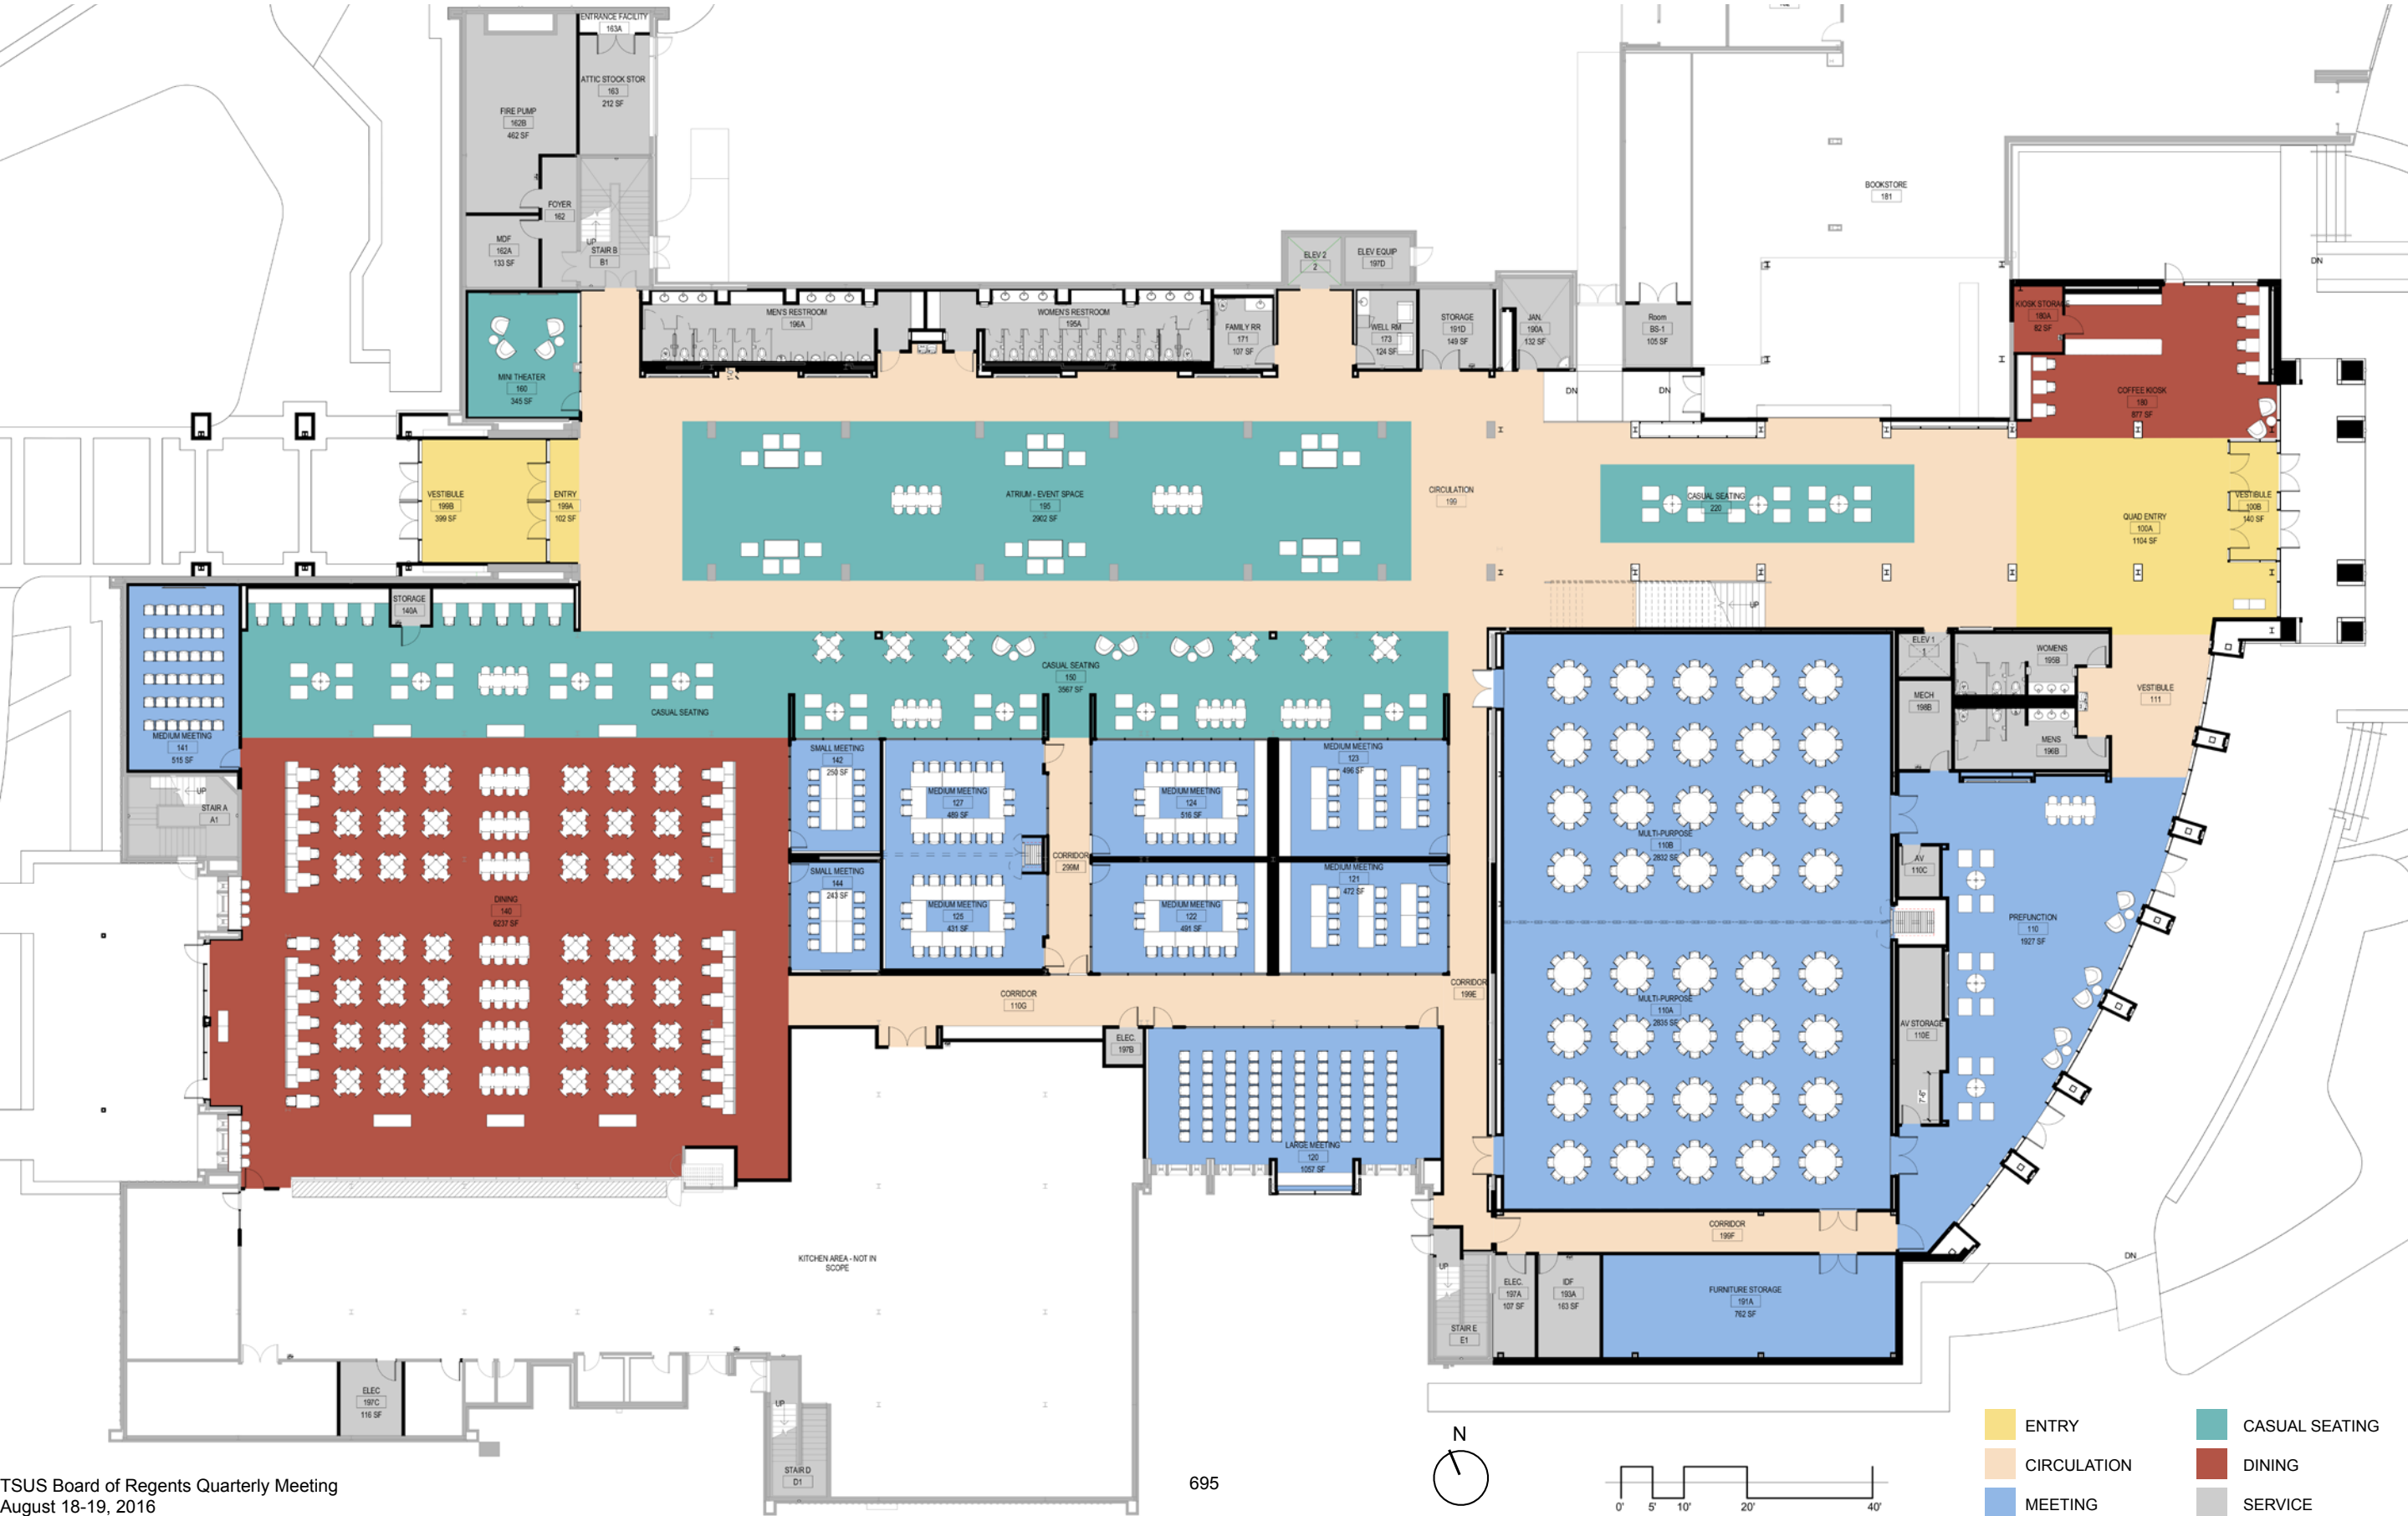 ENTRANCE FACILITY
163A
ATTIC STOCK STOR
163
212 SF
FIRE PUMP
162B
462 SF
FOYER
162
MDF
162A
133 SF
UP
STAIR B
B1
BOOKSTORE
181
DN
ELEV 2
2
ELEV EQUIP
197D
MINI THEATER
160
345 SF
MEN'S RESTROOM
196A
WOMEN'S RESTROOM
195A
FAMILY RR
171
107 SF
WELL RM
173
124 SF
STORAGE
191D
149 SF
JAN.
190A
132 SF
Room
BS-1
105 SF
DN
DN
KIOSK STORAGE
180A
82 SF
COFFEE KIOSK
180
877 SF
VESTIBULE
199B
399 SF
ENTRY
199A
102 SF
ATRIUM - EVENT SPACE
195
2902 SF
CIRCULATION
199
CASUAL SEATING
220
QUAD ENTRY
100A
1104 SF
VESTIBULE
100B
140 SF
UP
STORAGE
140A
MEDIUM MEETING
141
515 SF
CASUAL SEATING
CASUAL SEATING
150
3567 SF
ELEV 1
1
WOMENS
195B
MECH
198B
MENS
196B
VESTIBULE
111
UP
STAIR A
A1
SMALL MEETING
142
250 SF
MEDIUM MEETING
127
489 SF
MEDIUM MEETING
124
516 SF
MEDIUM MEETING
123
496 SF
CORRIDOR
299M
SMALL MEETING
144
243 SF
MEDIUM MEETING
125
431 SF
MEDIUM MEETING
122
491 SF
MEDIUM MEETING
121
472 SF
DINING
140
6237 SF
MULTI-PURPOSE
110B
2832 SF
AV
110C
PREFUNCTION
110
1927 SF
CORRIDOR
110G
CORRIDOR
199E
MULTI-PURPOSE
110A
2835 SF
AV STORAGE
110E
7'-6"
ELEC.
197B
LARGE MEETING
120
1057 SF
CORRIDOR
199F
KITCHEN AREA - NOT IN
SCOPE
UP
STAIR E
E1
ELEC.
197A
107 SF
IDF
193A
163 SF
FURNITURE STORAGE
191A
762 SF
DN
ELEC
197C
116 SF
UP
STAIR D
D1
N
0'
5'
10'
20'
40'
ENTRY
CIRCULATION
MEETING
CASUAL SEATING
DINING
SERVICE
TSUS Board of Regents Quarterly Meeting
August 18-19, 2016
695